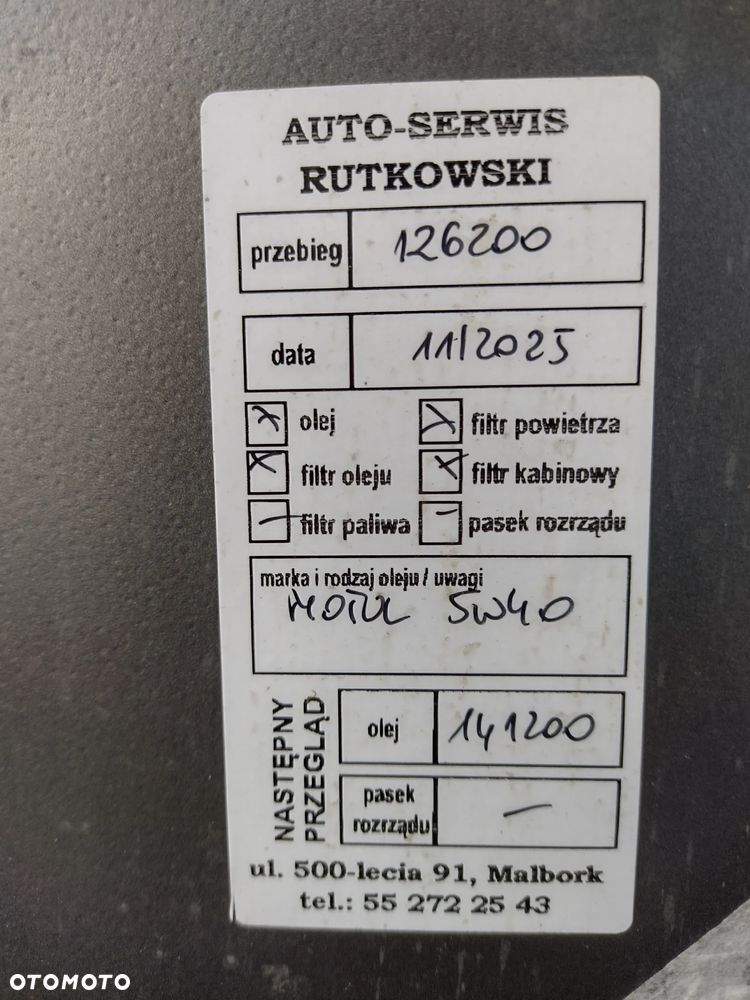 AUTO-SERWIS
RUTKOWSKI
przebieg 126200
data 11/2025
x olej x filtr powietrza
x filtr oleju x filtr kabinowy
– filtr paliwa – pasek rozrządu
marka i rodzaj oleju / uwagi
MOTUL 5W40
NASTĘPNY PRZEGLĄD
olej 141200
pasek rozrządu –
ul. 500-lecia 91, Malbork
tel.: 55 272 25 43
OTOMOTO